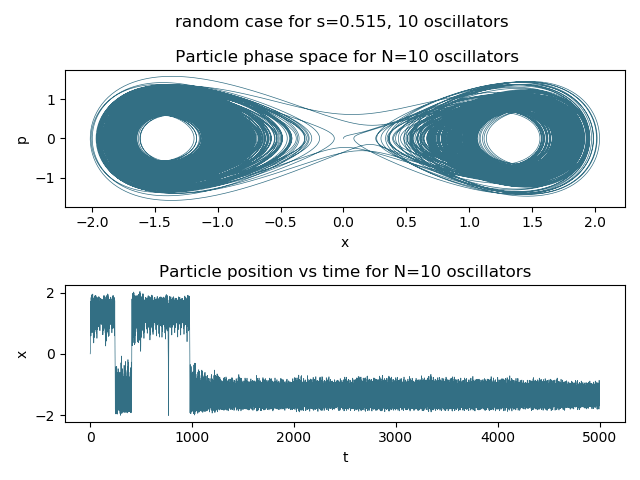 random case for s=0.515, 10 oscillators
Particle phase space for N=10 oscillators
1
0
−1
p
−2.0 −1.5 −1.0 −0.5 0.0 0.5 1.0 1.5 2.0
x
Particle position vs time for N=10 oscillators
2
0
−2
x
0 1000 2000 3000 4000 5000
t